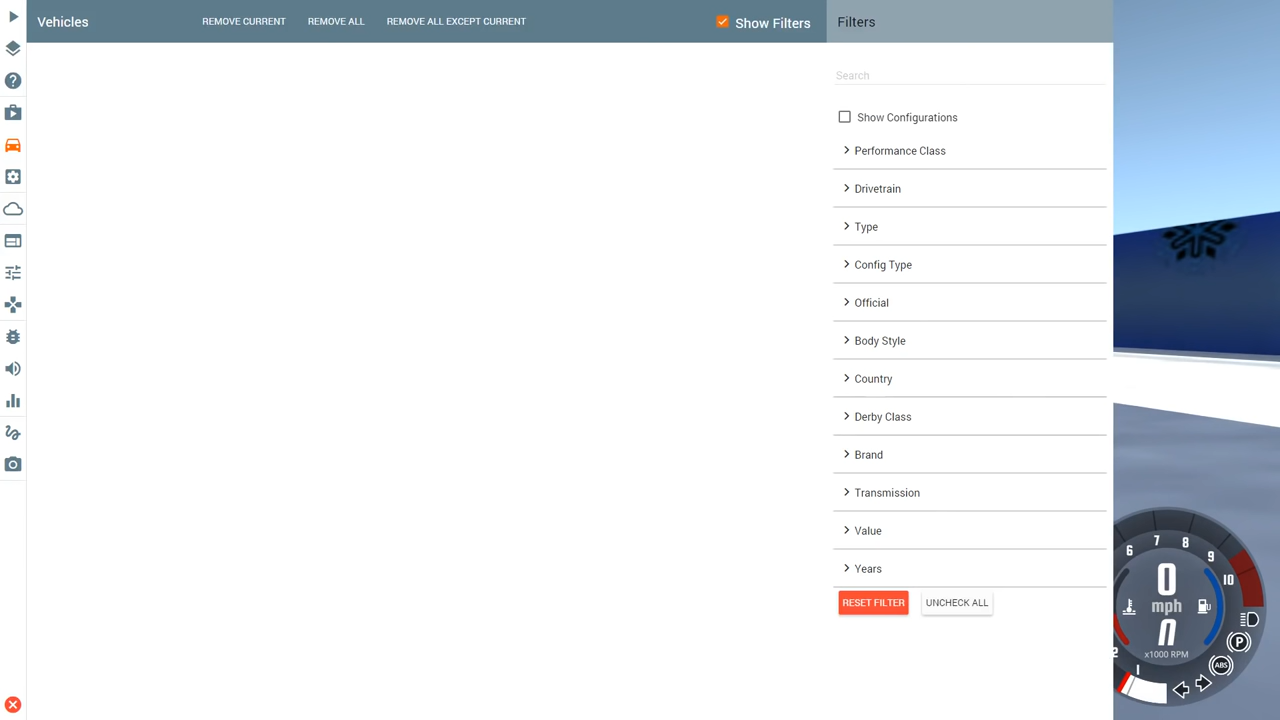 Vehicles
REMOVE CURRENT
REMOVE ALL
REMOVE ALL EXCEPT CURRENT
Show Filters
Filters
Search
Show Configurations
Performance Class
Drivetrain
Type
Config Type
Official
Body Style
Country
Derby Class
Brand
Transmission
Value
Years
RESET FILTER
UNCHECK ALL
1
2
6
7
8
9
10
0
mph
n
x1000 RPM
P
ABS